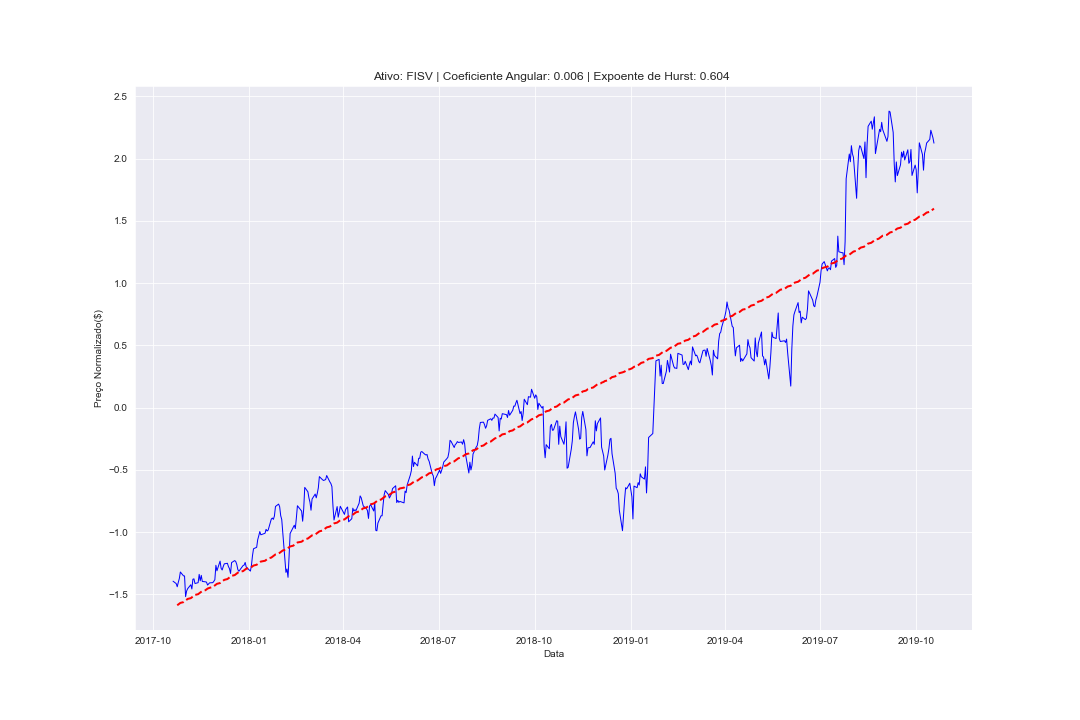 Ativo: FISV | Coeficiente Angular: 0.006 | Expoente de Hurst: 0.604
Preço Normalizado($)
2.5
2.0
1.5
1.0
0.5
0.0
−0.5
−1.0
−1.5
2017-10 2018-01 2018-04 2018-07 2018-10 2019-01 2019-04 2019-07 2019-10
Data